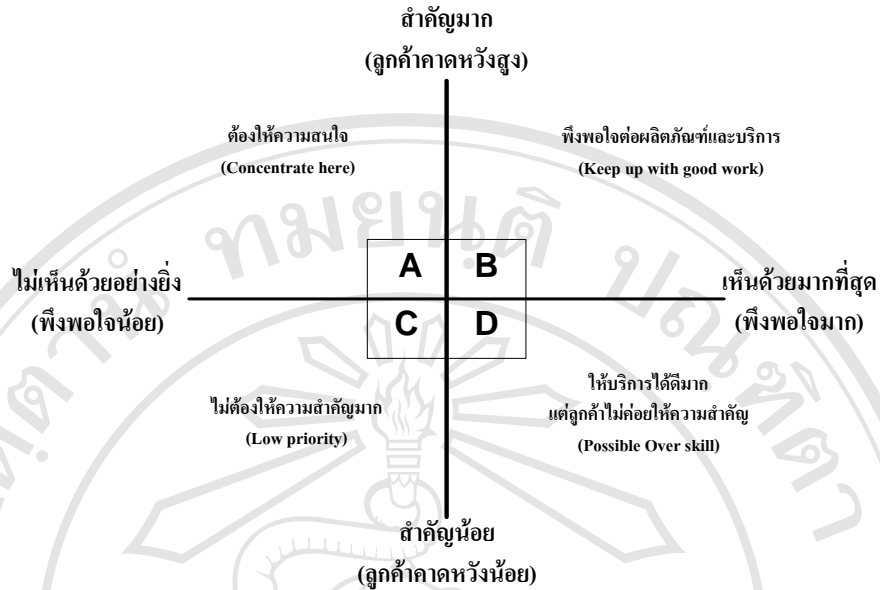 สำคัญมาก
(ลูกค้าคาดหวังสูง)
ต้องให้ความสนใจ
(Concentrate here)
พึงพอใจต่อผลิตภัณฑ์และบริการ
(Keep up with good work)
A B
ไม่เห็นด้วยอย่างยิ่ง
(พึงพอใจน้อย)
เห็นด้วยมากที่สุด
(พึงพอใจมาก)
C D
ไม่ต้องให้ความสำคัญมาก
(Low priority)
ให้บริการได้ดีมาก
แต่ลูกค้าไม่ค่อยให้ความสำคัญ
(Possible Over skill)
สำคัญน้อย
(ลูกค้าคาดหวังน้อย)